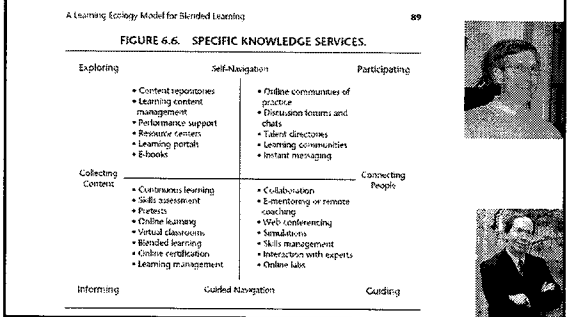 A Learning Ecology Model for Blended Learning 89
FIGURE 6.6. SPECIFIC KNOWLEDGE SERVICES.
Exploring Self-Navigation Participating
• Content repositories
• Learning content
management
• Performance support
• Resource centers
• Learning portals
• E-books
• Online communities of
practice
• Discussion forums and
chats
• Talent directories
• Learning communities
• Instant messaging
Collecting
Content
Connecting
People
• Continuous learning
• Skills assessment
• Pretests
• Online learning
• Virtual classrooms
• Blended learning
• Online certification
• Learning management
• Collaboration
• E-mentoring or remote
coaching
• Web conferencing
• Simulations
• Skills management
• Interaction with experts
• Online labs
Informing Guided Navigation Guiding